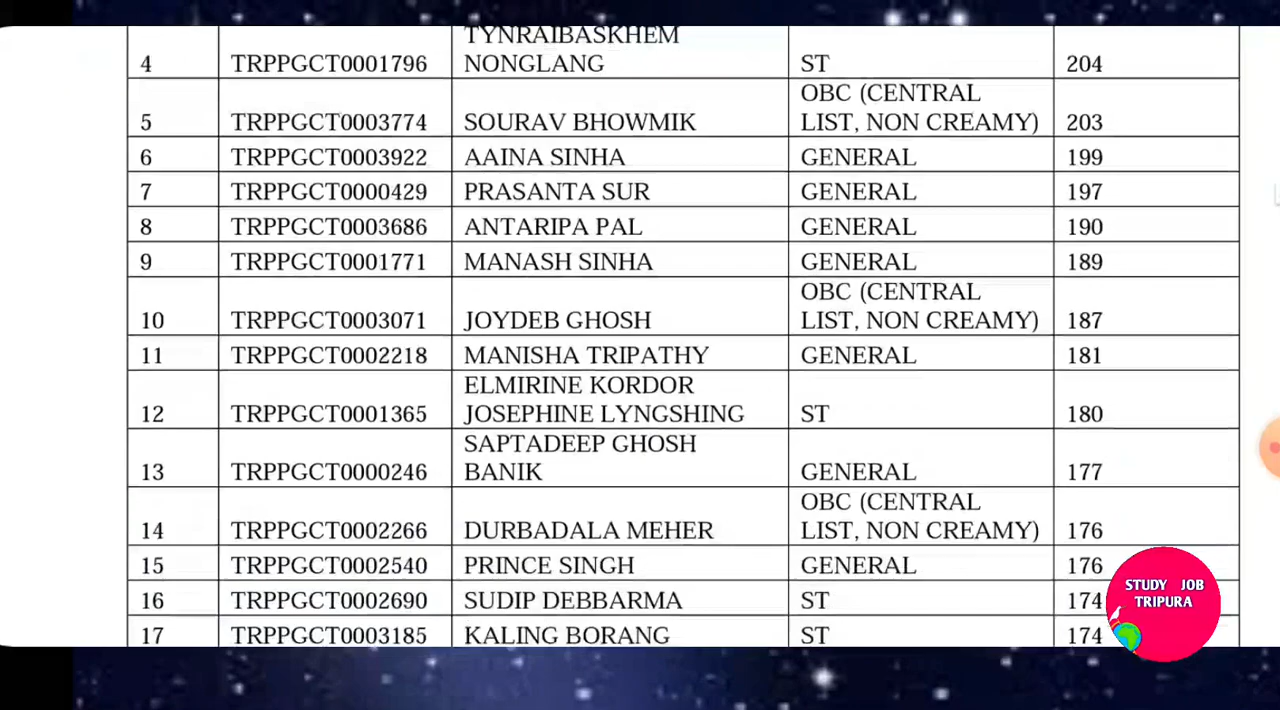 TYNRAIBASKHEM
4 TRPPGCT0001796 NONGLANG ST 204
OBC (CENTRAL
5 TRPPGCT0003774 SOURAV BHOWMIK LIST, NON CREAMY) 203
6 TRPPGCT0003922 AAINA SINHA GENERAL 199
7 TRPPGCT0000429 PRASANTA SUR GENERAL 197
8 TRPPGCT0003686 ANTARIPA PAL GENERAL 190
9 TRPPGCT0001771 MANASH SINHA GENERAL 189
OBC (CENTRAL
10 TRPPGCT0003071 JOYDEB GHOSH LIST, NON CREAMY) 187
11 TRPPGCT0002218 MANISHA TRIPATHY GENERAL 181
ELMIRINE KORDOR
12 TRPPGCT0001365 JOSEPHINE LYNGSHING ST 180
SAPTADEEP GHOSH
13 TRPPGCT0000246 BANIK GENERAL 177
OBC (CENTRAL
14 TRPPGCT0002266 DURBADALA MEHER LIST, NON CREAMY) 176
15 TRPPGCT0002540 PRINCE SINGH GENERAL 176
16 TRPPGCT0002690 SUDIP DEBBARMA ST 174
17 TRPPGCT0003185 KALING BORANG ST 174
STUDY JOB
TRIPURA